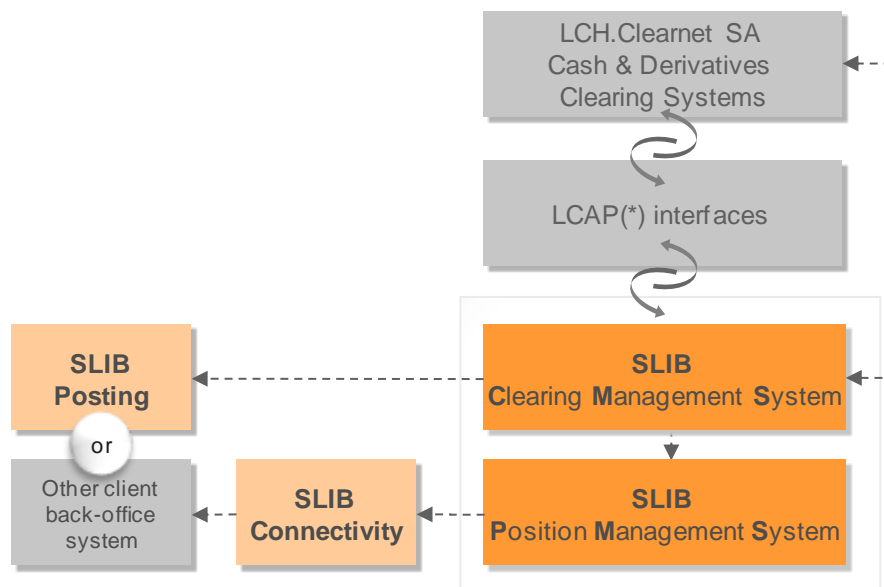 LCH.Clearnet SA
Cash & Derivatives
Clearing Systems
LCAP(*) interfaces
SLIB
Posting
SLIB
Clearing Management System
or
Other client
back-office
system
SLIB
Connectivity
SLIB
Position Management System